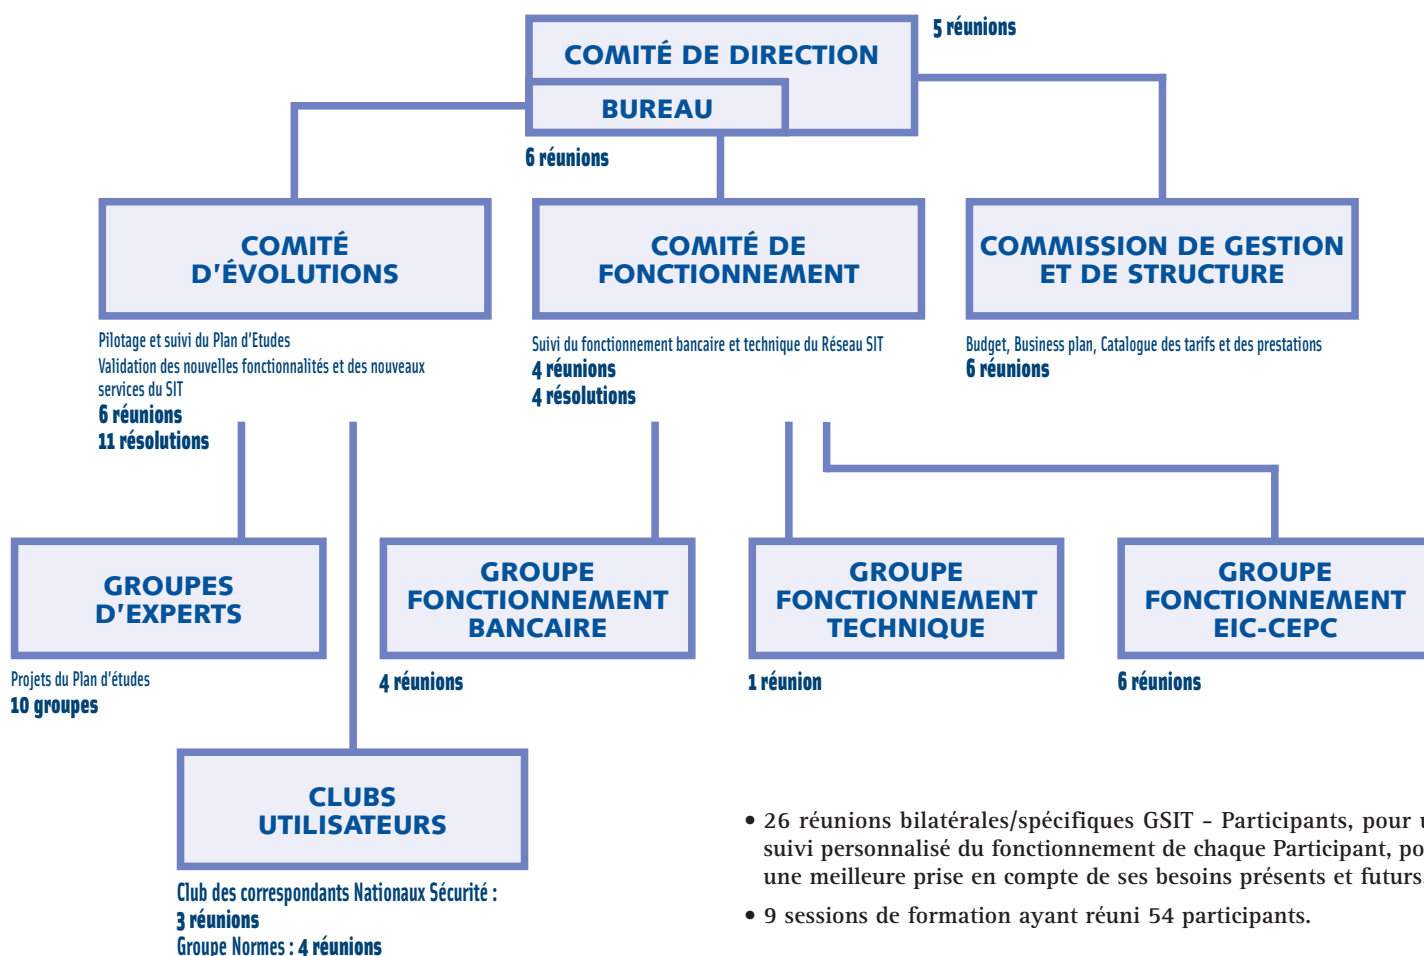 5 réunions
COMITÉ DE DIRECTION
BUREAU
6 réunions
COMITÉ
D'ÉVOLUTIONS
Pilotage et suivi du Plan d'Etudes
Validation des nouvelles fonctionnalités et des nouveaux
services du SIT
6 réunions
11 résolutions
COMITÉ DE
FONCTIONNEMENT
Suivi du fonctionnement bancaire et technique du Réseau SIT
4 réunions
4 résolutions
COMMISSION DE GESTION
ET DE STRUCTURE
Budget, Business plan, Catalogue des tarifs et des prestations
6 réunions
GROUPES
D'EXPERTS
Projets du Plan d'études
10 groupes
GROUPE
FONCTIONNEMENT
BANCAIRE
4 réunions
GROUPE
FONCTIONNEMENT
TECHNIQUE
1 réunion
GROUPE
FONCTIONNEMENT
EIC-CEPC
6 réunions
CLUBS
UTILISATEURS
Club des correspondants Nationaux Sécurité :
3 réunions
Groupe Normes : 4 réunions
• 26 réunions bilatérales/spécifiques GSIT - Participants, pour
suivi personnalisé du fonctionnement de chaque Participant,
une meilleure prise en compte de ses besoins présents et futurs
• 9 sessions de formation ayant réuni 54 participants.